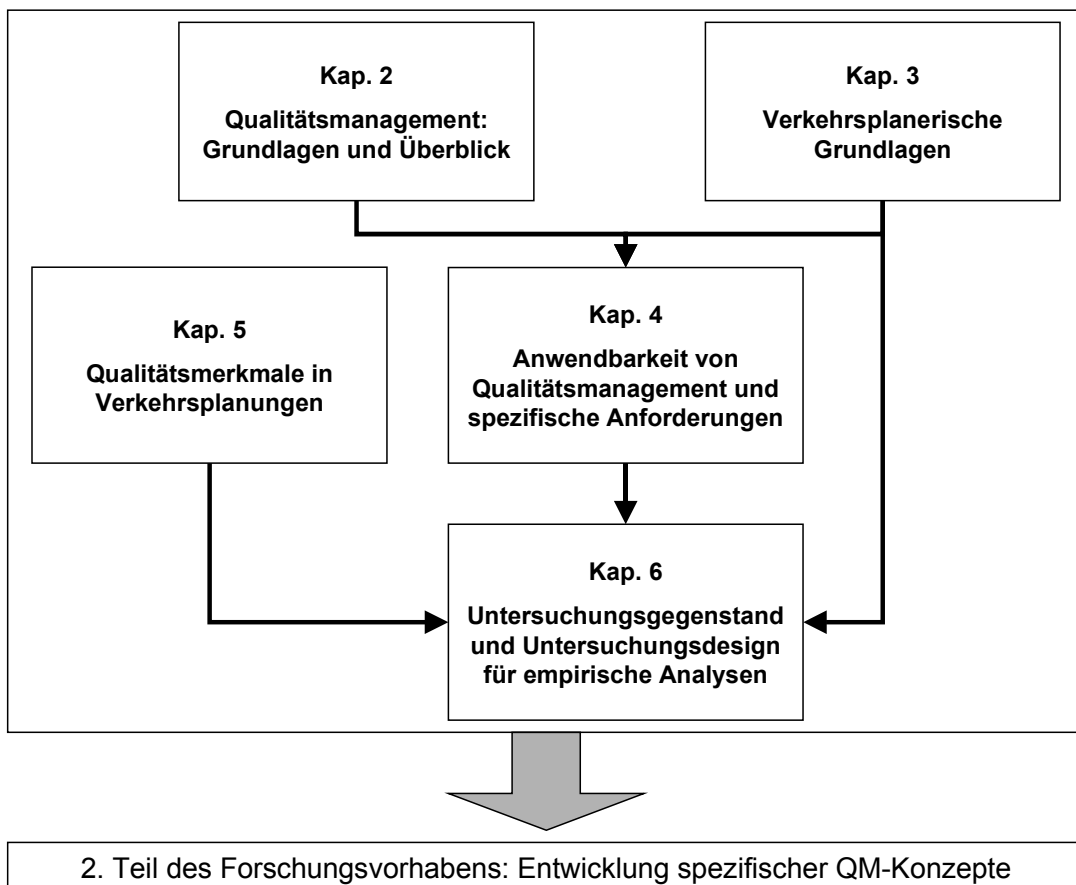 Kap. 2
Qualitätsmanagement:
Grundlagen und Überblick
Kap. 3
Verkehrsplanerische
Grundlagen
Kap. 5
Qualitätsmerkmale in
Verkehrsplanungen
Kap. 4
Anwendbarkeit von
Qualitätsmanagement und
spezifische Anforderungen
Kap. 6
Untersuchungsgegenstand
und Untersuchungsdesign
für empirische Analysen
2. Teil des Forschungsvorhabens: Entwicklung spezifischer QM-Konzepte